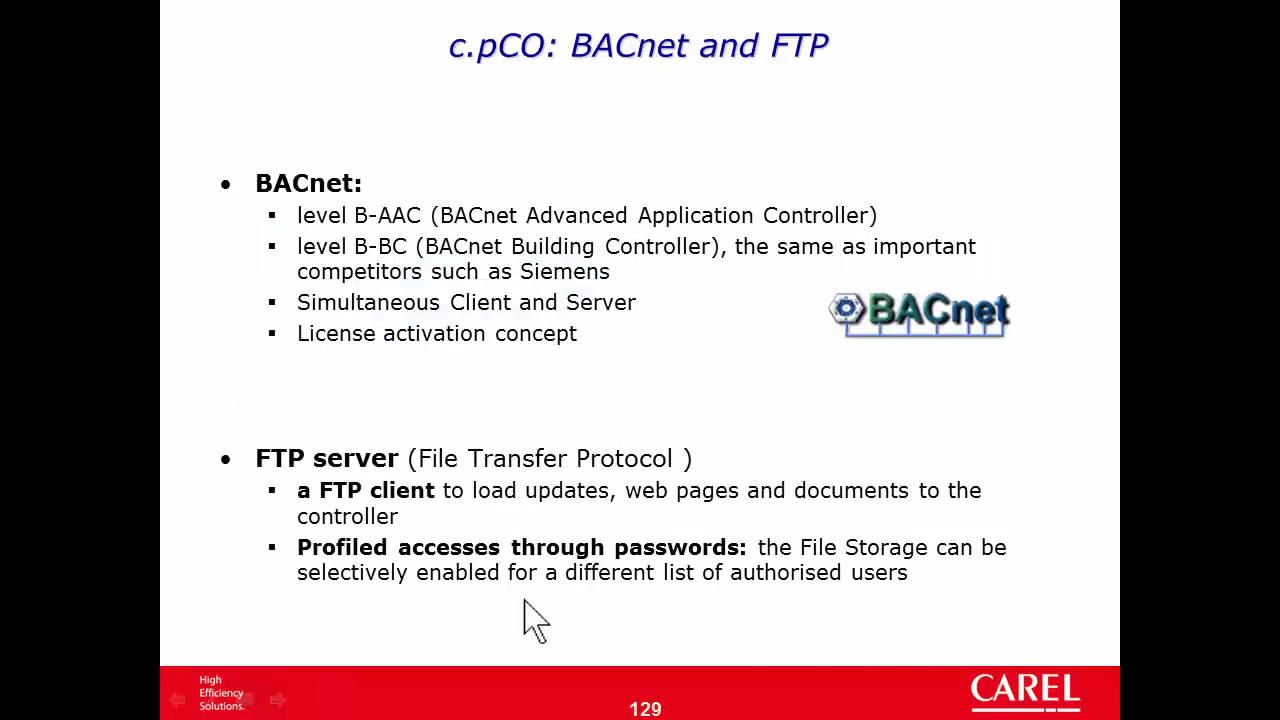 c.pCO: BACnet and FTP
• BACnet:
▪ level B-AAC (BACnet Advanced Application Controller)
▪ level B-BC (BACnet Building Controller), the same as important
competitors such as Siemens
▪ Simultaneous Client and Server
BACnet
▪ License activation concept
• FTP server (File Transfer Protocol )
▪ a FTP client to load updates, web pages and documents to the
controller
▪ Profiled accesses through passwords: the File Storage can be
selectively enabled for a different list of authorised users
High
Efficiency
Solutions.
129
CAREL